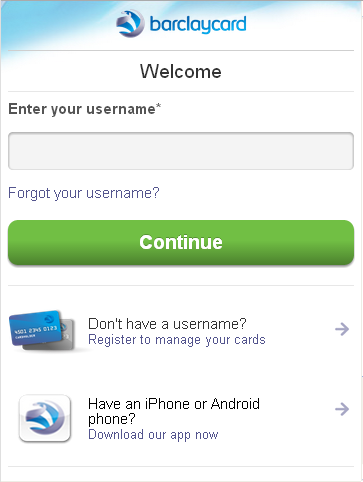 barclaycard
Welcome
Enter your username*
Forgot your username?
Continue
4501 2345 0123
Don't have a username?
Register to manage your cards
Have an iPhone or Android
phone?
Download our app now